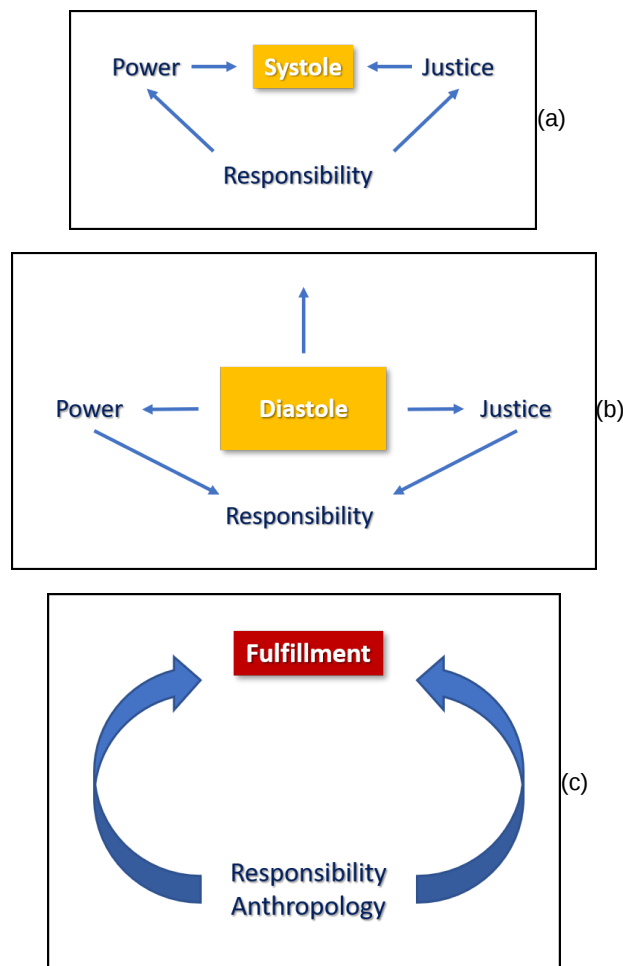 Power
Systole
Justice
(a)
Responsibility
Power
Diastole
Justice
(b)
Responsibility
Fulfillment
(c)
Responsibility
Anthropology